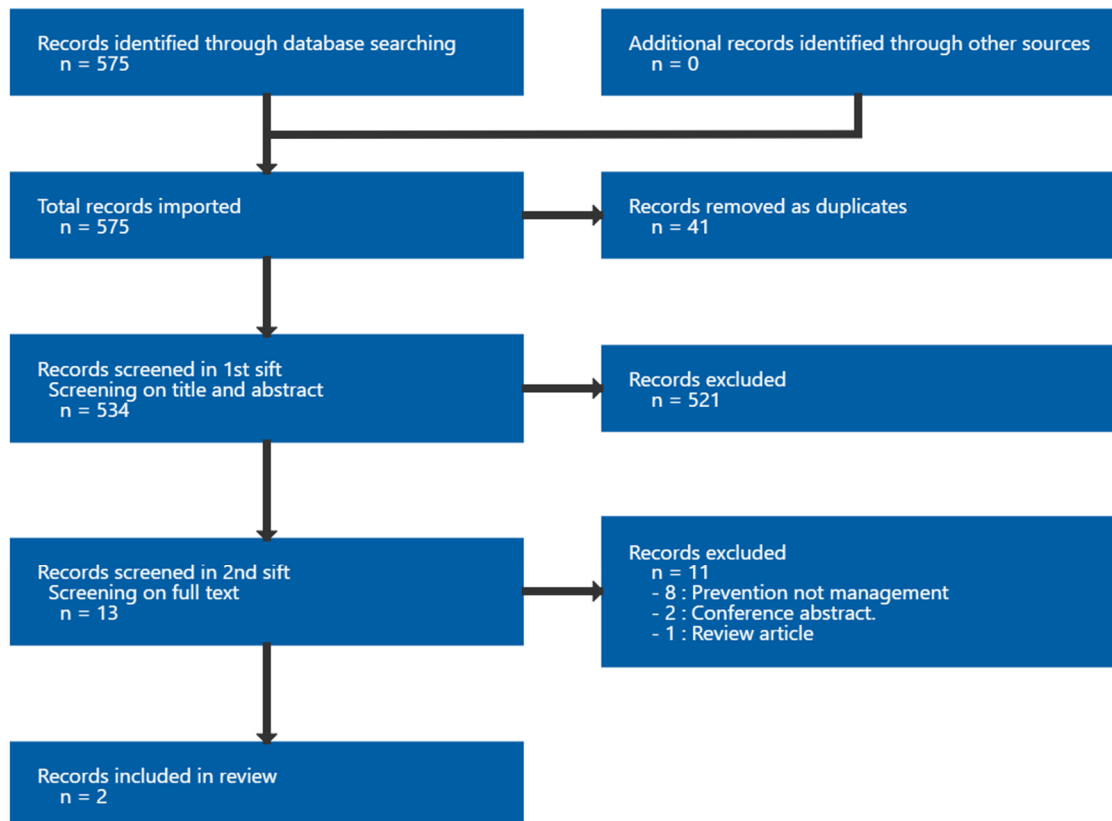 Records identified through database searching
n = 575
Additional records identified through other sources
n = 0
Total records imported
n = 575
Records removed as duplicates
n = 41
Records screened in 1st sift
Screening on title and abstract
n = 534
Records excluded
n = 521
Records screened in 2nd sift
Screening on full text
n = 13
Records excluded
n = 11
- 8 : Prevention not management
- 2 : Conference abstract.
- 1 : Review article
Records included in review
n = 2